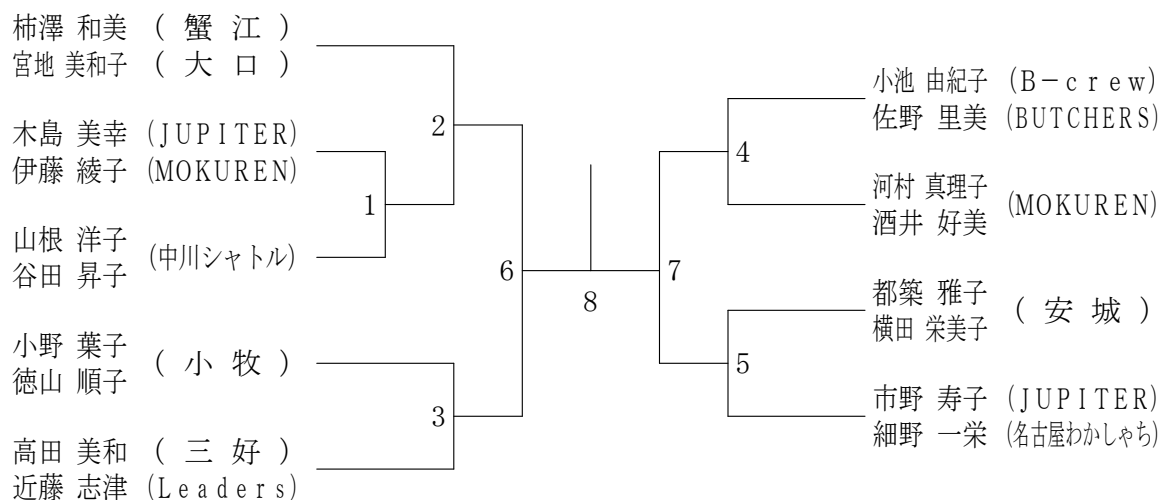 柿澤 和美 ( 蟹 江 )
宮地 美和子 ( 大 口 )
木島 美幸 (JUPITER)
伊藤 綾子 (MOKUREN)
山根 洋子
谷田 昇子
(中川シャトル)
小野 葉子
徳山 順子
( 小 牧 )
高田 美和 ( 三 好 )
近藤 志津 (Leaders)
2
1
6
3
8
小池 由紀子 (B−crew)
佐野 里美 (BUTCHERS)
河村 真理子
酒井 好美
(MOKUREN)
都築 雅子
横田 栄美子
( 安 城 )
市野 寿子 (JUPITER)
細野 一栄 (名古屋わかしゃち)
4
7
5